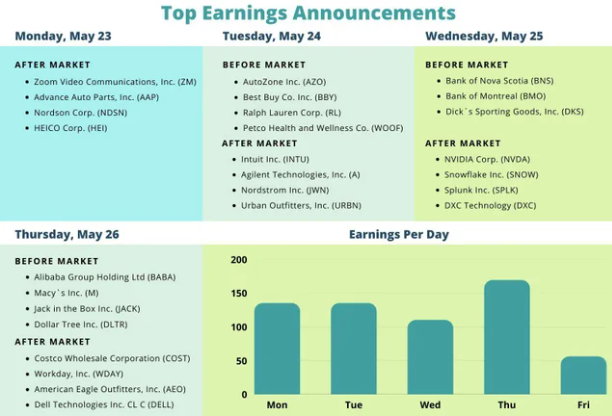 Top Earnings Announcements
Monday, May 23
AFTER MARKET
Zoom Video Communications, Inc. (ZM)
Advance Auto Parts, Inc. (AAP)
Nordson Corp. (NDSN)
HEICO Corp. (HEI)
Tuesday, May 24
BEFORE MARKET
AutoZone Inc. (AZO)
Best Buy Co. Inc. (BBY)
Ralph Lauren Corp. (RL)
Petco Health and Wellness Co. (WOOF)
AFTER MARKET
Intuit Inc. (INTU)
Agilent Technologies, Inc. (A)
Nordstrom Inc. (JWN)
Urban Outfitters, Inc. (URBN)
Wednesday, May 25
BEFORE MARKET
Bank of Nova Scotia (BNS)
Bank of Montreal (BMO)
Dick`s Sporting Goods, Inc. (DKS)
AFTER MARKET
NVIDIA Corp. (NVDA)
Snowflake Inc. (SNOW)
Splunk Inc. (SPLK)
DXC Technology (DXC)
Thursday, May 26
BEFORE MARKET
Alibaba Group Holding Ltd (BABA)
Macy`s Inc. (M)
Jack in the Box Inc. (JACK)
Dollar Tree Inc. (DLTR)
AFTER MARKET
Costco Wholesale Corporation (COST)
Workday, Inc. (WDAY)
American Eagle Outfitters, Inc. (AEO)
Dell Technologies Inc. CL C (DELL)
Earnings Per Day
200
150
100
50
0
Mon Tue Wed Thu Fri